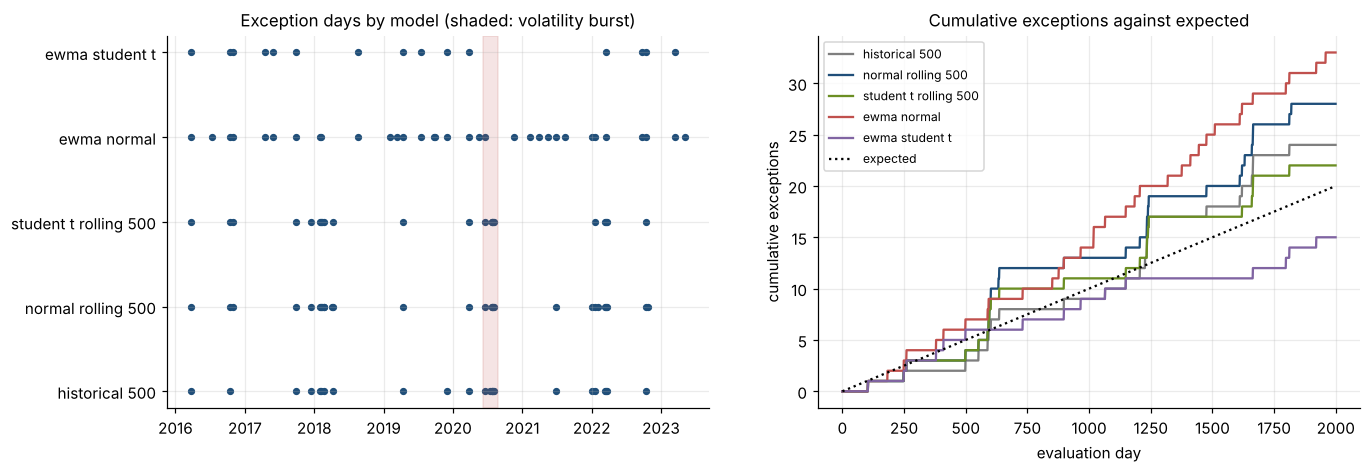 Exception days by model (shaded: volatility burst)
ewma student t
ewma normal
student t rolling 500
normal rolling 500
historical 500
2016 2017 2018 2019 2020 2021 2022 2023
Cumulative exceptions against expected
cumulative exceptions
30
25
20
15
10
5
0
historical 500
normal rolling 500
student t rolling 500
ewma normal
ewma student t
expected
0 250 500 750 1000 1250 1500 1750 2000
evaluation day